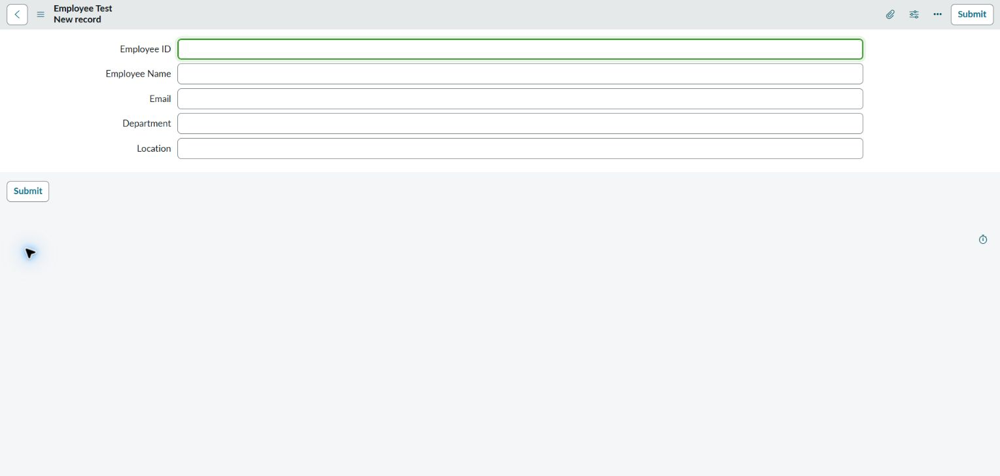 Employee Test
New record
Submit
Employee ID
Employee Name
Email
Department
Location
Submit